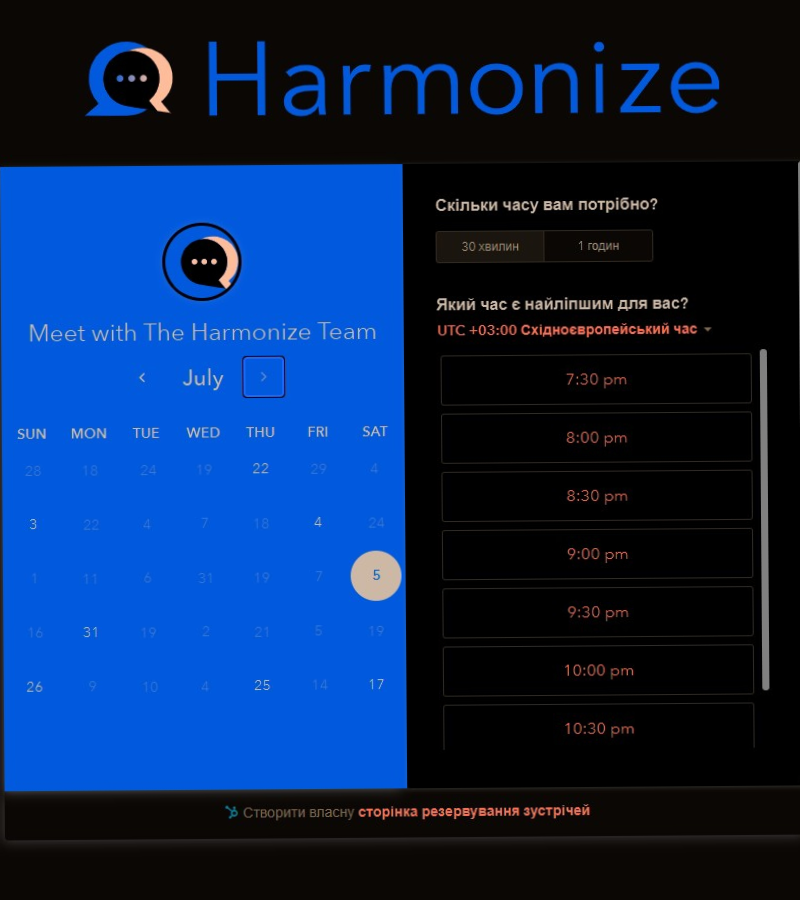 Harmonize
Meet with The Harmonize Team
July
SUN MON TUE WED THU FRI SAT
28 18 24 19 22 29 4
3 22 4 7 18 4 24
1 11 6 31 19 7 5
16 31 19 2 21 5 19
26 9 10 4 25 14 17
Скільки часу вам потрібно?
30 хвилин 1 годин
Який час є найліпшим для вас?
UTC +03:00 Східноєвропейський час
7:30 pm
8:00 pm
8:30 pm
9:00 pm
9:30 pm
10:00 pm
10:30 pm
Створити власну сторінка резервування зустрічей